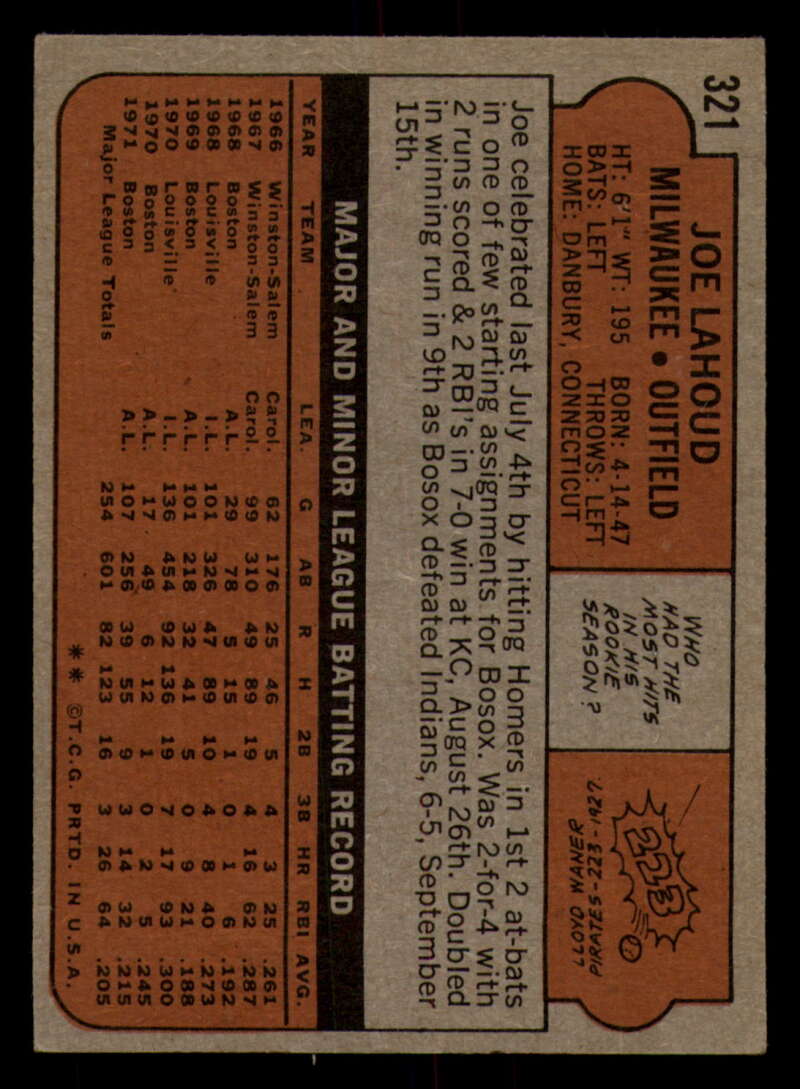 321
JOE LAHOUD
MILWAUKEE • OUTFIELD
HT: 6'1" WT: 195 BORN: 4-14-47
BATS: LEFT THROWS: LEFT
HOME: DANBURY, CONNECTICUT
WHO
HAD THE
MOST HITS
IN HIS
ROOKIE
SEASON?
223
LLOYD WANER
PIRATES-223-1927.
Joe celebrated last July 4th by hitting Homers in 1st 2 at-bats
in one of few starting assignments for Bosox. Was 2-for-4 with
2 runs scored & 2 RBI's in 7-0 win at KC, August 26th. Doubled
in winning run in 9th as Bosox defeated Indians, 6-5, September
15th.
MAJOR AND MINOR LEAGUE BATTING RECORD
YEAR TEAM LEA. G AB R H 2B 3B HR RBI AVG.
1966 Winston-Salem Carol. 62 176 25 46 5 4 3 25 .261
1967 Winston-Salem Carol. 99 310 49 89 19 4 16 62 .287
1968 Boston A.L. 29 78 5 15 1 0 1 6 .192
1968 Louisville I.L. 101 326 47 89 10 4 8 40 .273
1969 Boston A.L. 101 218 32 41 5 0 9 21 .188
1970 Louisville I.L. 136 454 92 136 19 7 17 93 .300
1970 Boston A.L. 17 49 6 12 1 0 2 5 .245
1971 Boston A.L. 107 256 39 55 9 3 14 32 .215
Major League Totals 254 601 82 123 16 3 26 64 .205
** ©T.C.G. PRTD. IN U.S.A.